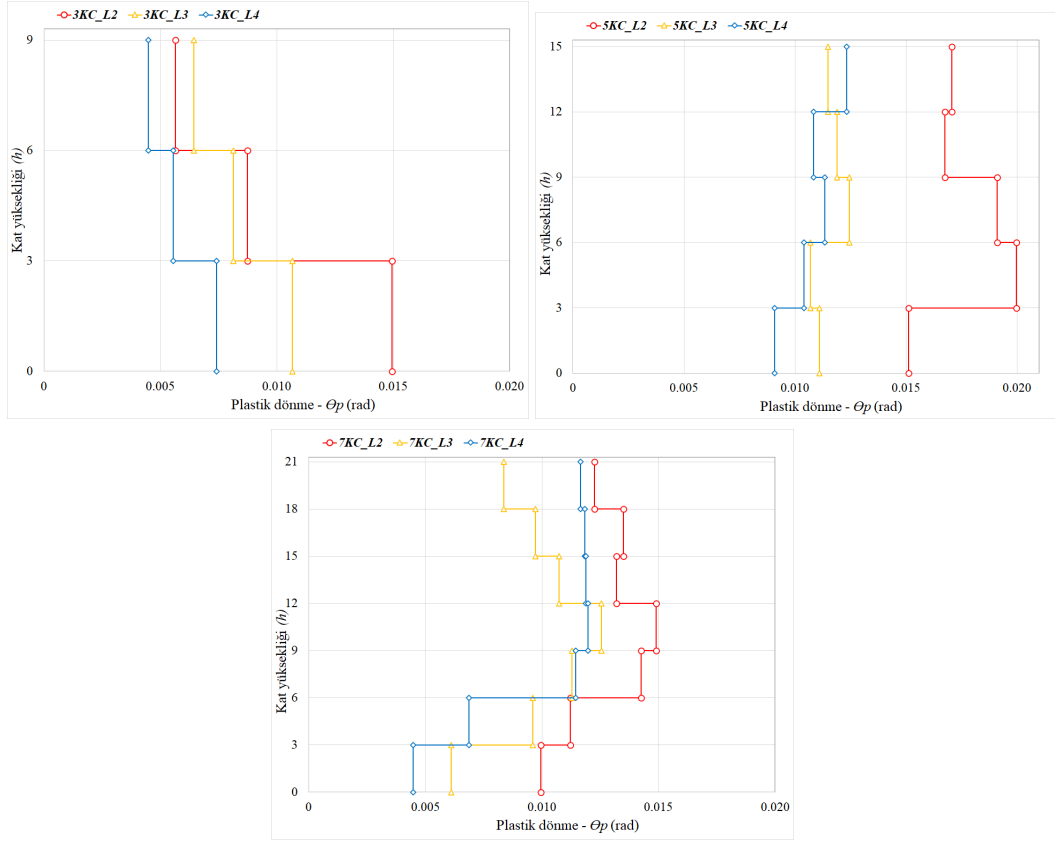 3KC_L2 3KC_L3 3KC_L4
9
6
3
0
Kat yüksekliği (h)
0 0.005 0.010 0.015 0.020
Plastik dönme - Өp (rad)
5KC_L2 5KC_L3 5KC_L4
15
12
9
6
3
0
Kat yüksekliği (h)
0 0.005 0.010 0.015 0.020
Plastik dönme - Өp (rad)
7KC_L2 7KC_L3 7KC_L4
21
18
15
12
9
6
3
0
Kat yüksekliği (h)
0 0.005 0.010 0.015 0.020
Plastik dönme - Өp (rad)